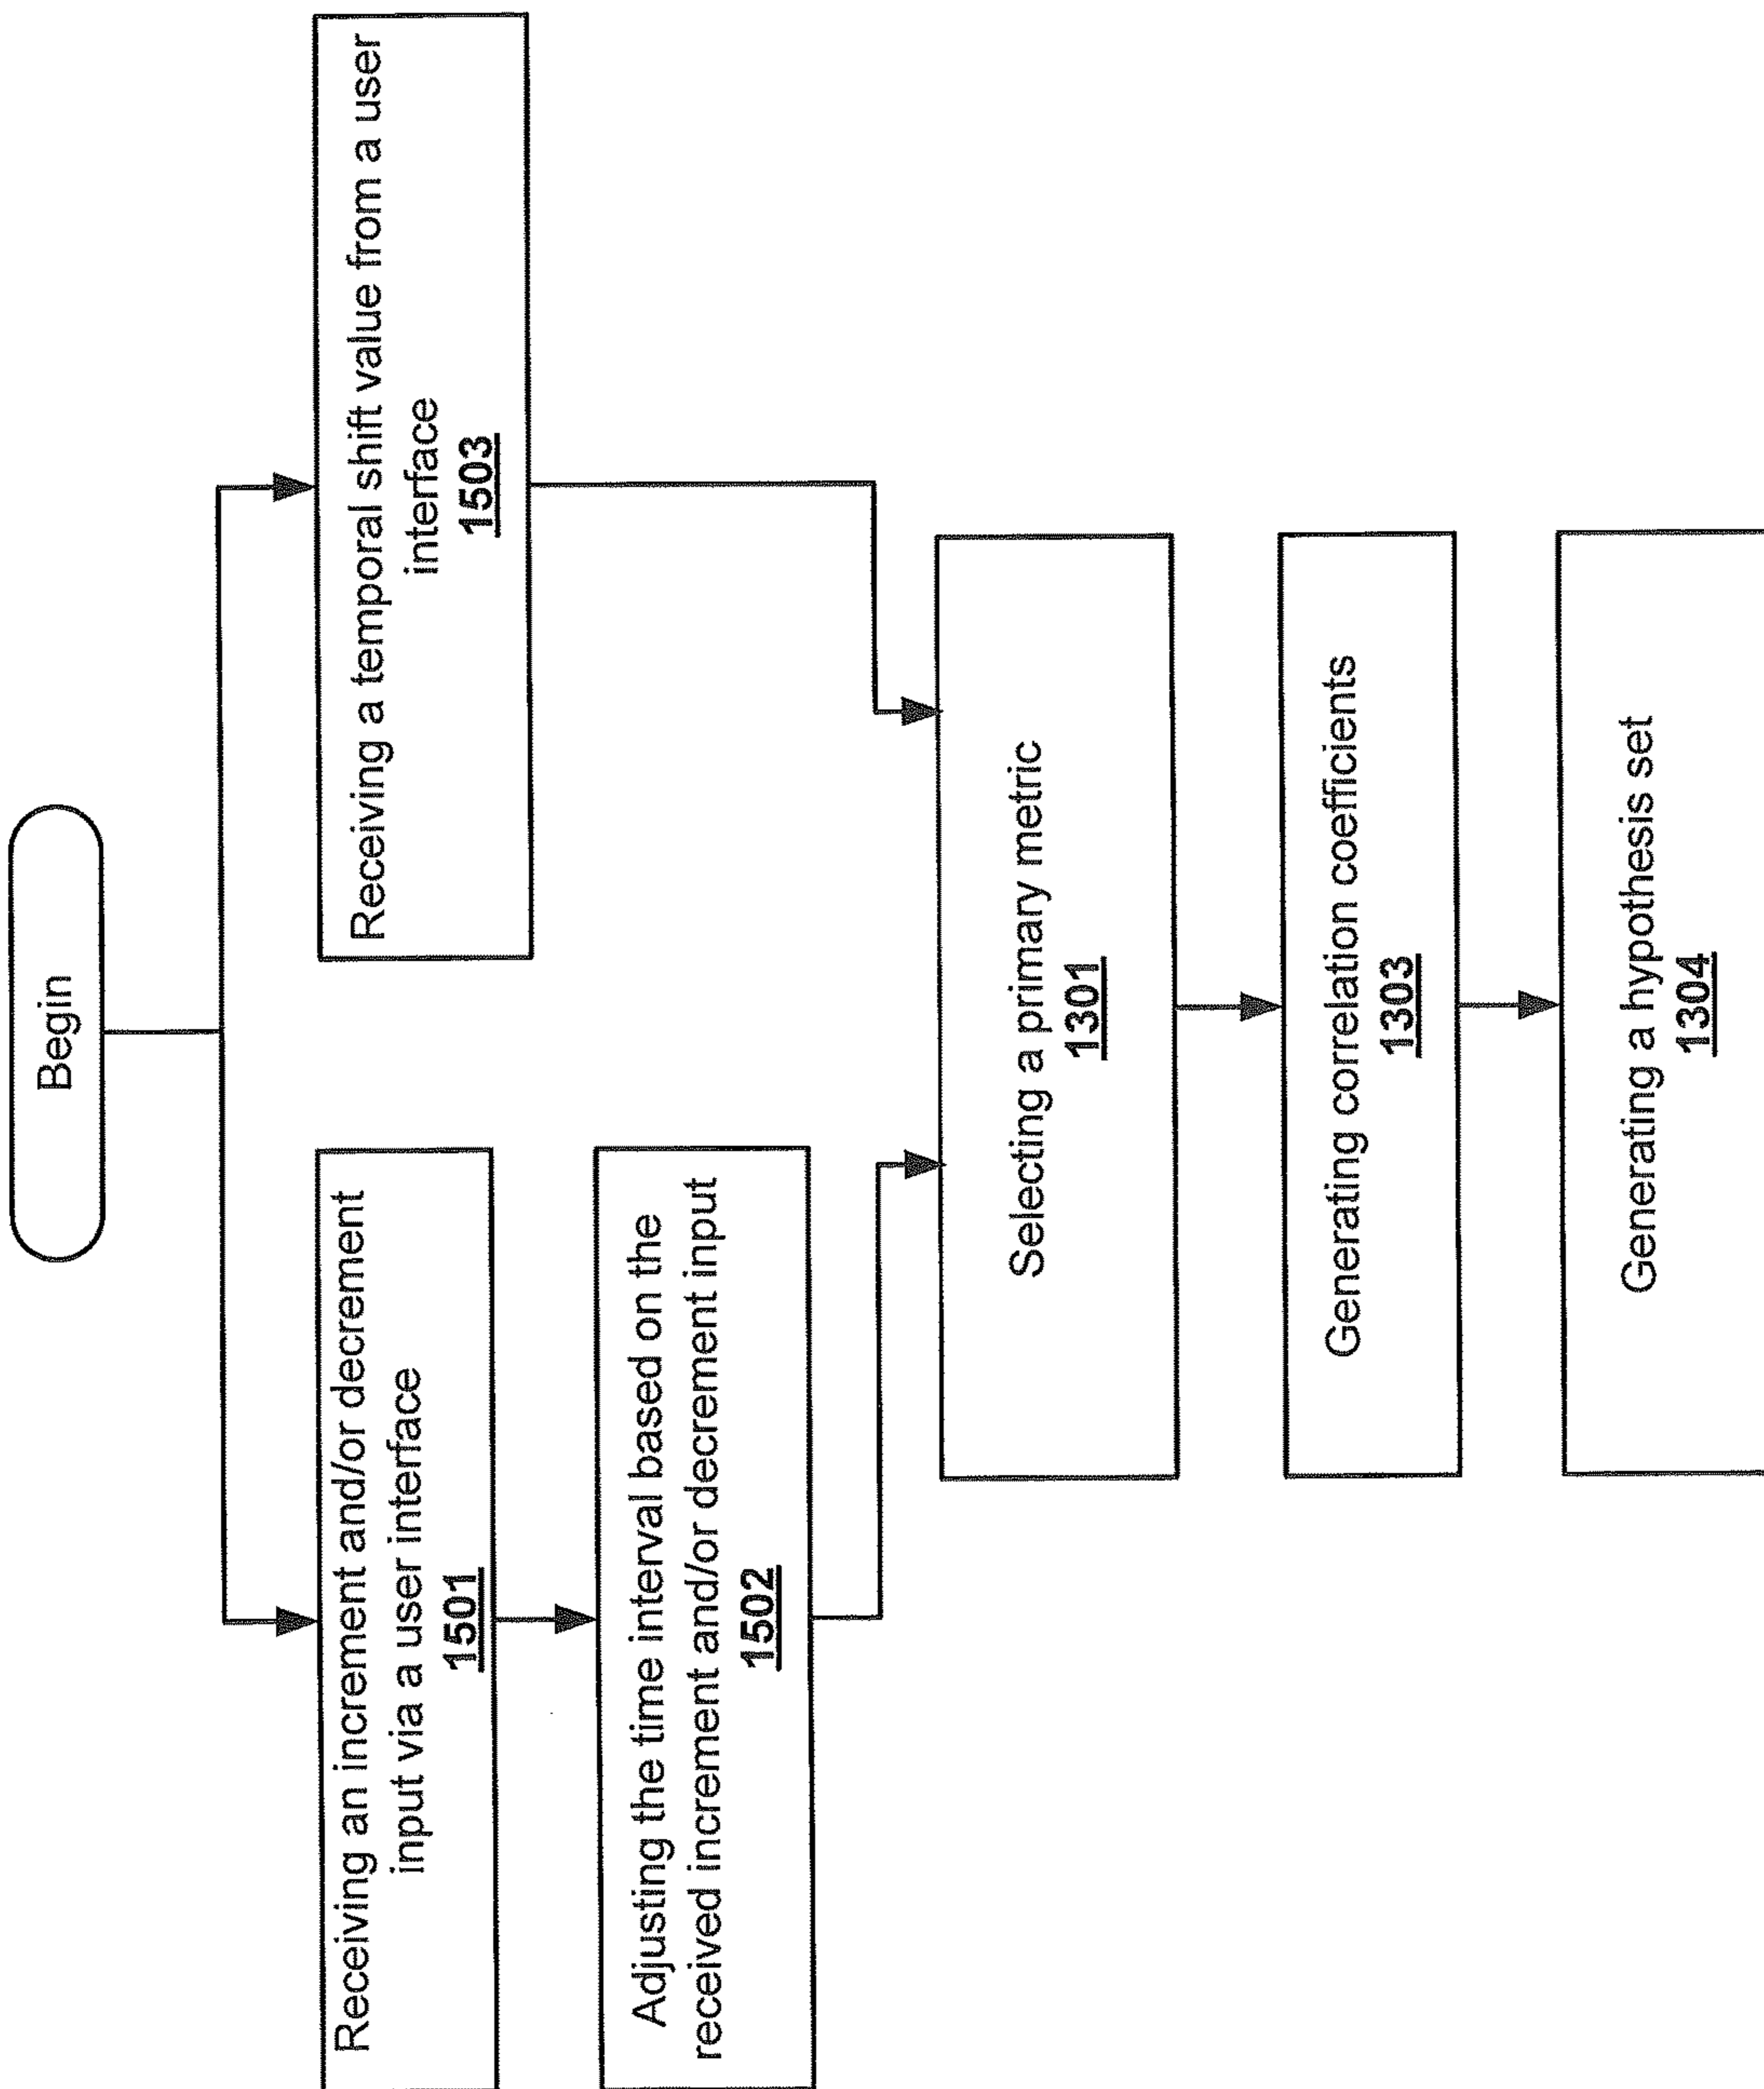 Begin
Receiving an increment and/or decrement
input via a user interface
1501
Adjusting the time interval based on the
received increment and/or decrement input
1502
Receiving a temporal shift value from a user
interface
1503
Selecting a primary metric
1301
Generating correlation coefficients
1303
Generating a hypothesis set
1304